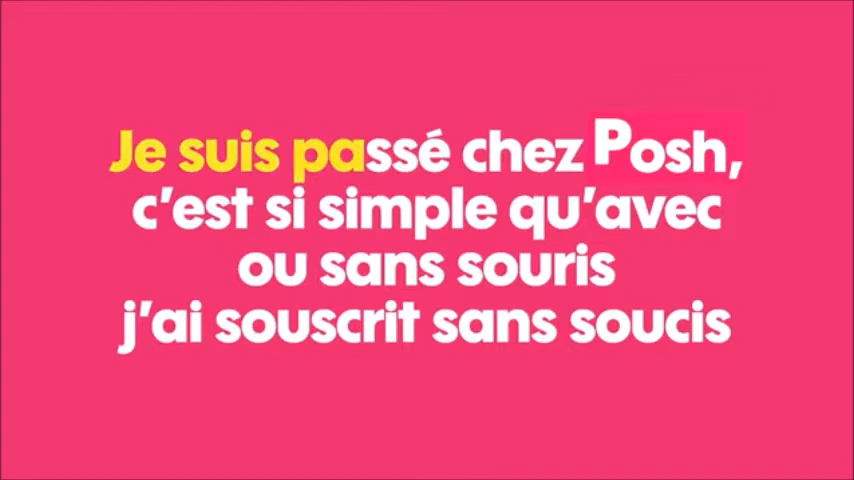 Je suis passé chez Posh,
c'est si simple qu'avec
ou sans souris
j'ai souscrit sans soucis